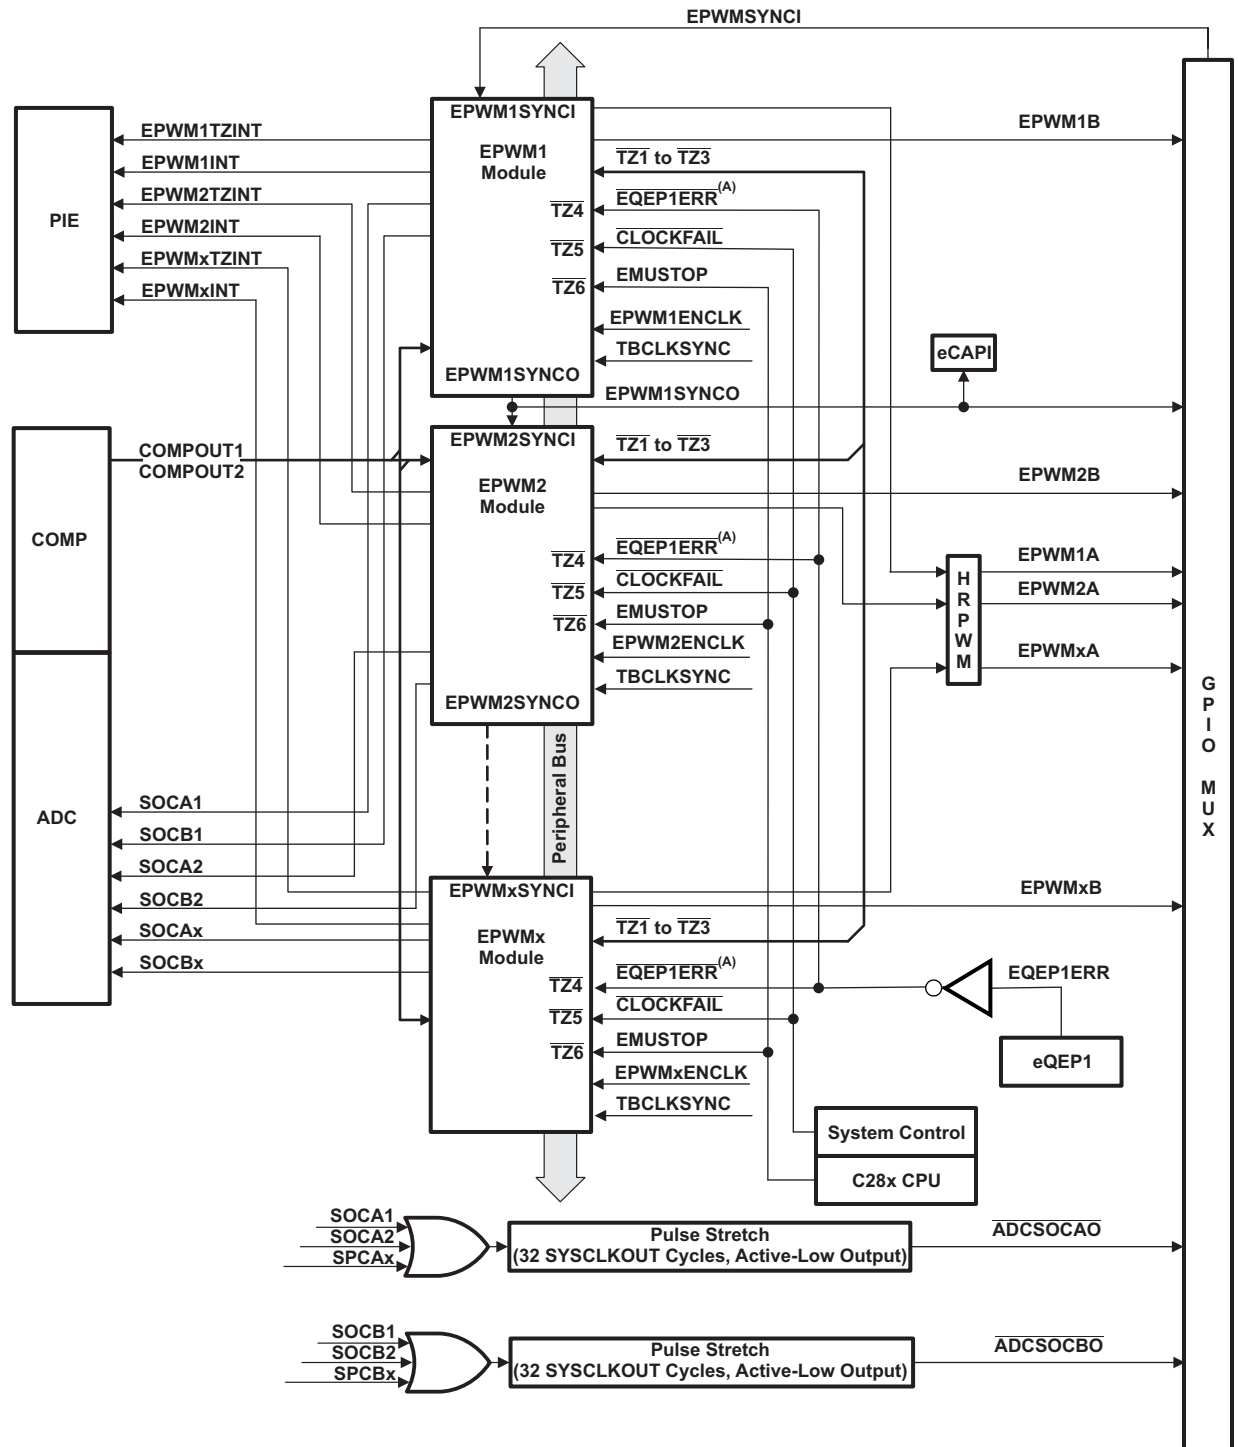 EPWMSYNCI
EPWM1SYNCI
EPWM1
Module
EPWM1TZINT
EPWM1INT
EPWM2TZINT
EPWM2INT
EPWMxTZINT
EPWMxINT
PIE
EPWM1B
TZ1 to TZ3
TZ4
EQEP1ERR(A)
TZ5
CLOCKFAIL
TZ6
EMUSTOP
EPWM1ENCLK
TBCLKSYNC
EPWM1SYNCO
eCAPI
EPWM1SYNCO
EPWM2SYNCI
TZ1 to TZ3
COMPOUT1
COMPOUT2
EPWM2
Module
EPWM2B
COMP
TZ4
EQEP1ERR(A)
TZ5
CLOCKFAIL
TZ6
EMUSTOP
EPWM2ENCLK
TBCLKSYNC
EPWM2SYNCO
HRPWM
EPWM1A
EPWM2A
EPWMxA
GPIO MUX
Peripheral Bus
ADC
SOCA1
SOCB1
SOCA2
SOCB2
SOCAx
SOCBx
EPWMxSYNCI
EPWMx
Module
EPWMxB
TZ1 to TZ3
TZ4
EQEP1ERR(A)
TZ5
CLOCKFAIL
TZ6
EMUSTOP
EPWMxENCLK
TBCLKSYNC
EQEP1ERR
eQEP1
System Control
C28x CPU
SOCA1
SOCA2
SPCAx
Pulse Stretch
(32 SYSCLKOUT Cycles, Active-Low Output)
ADCSOCAO
SOCB1
SOCB2
SPCBx
Pulse Stretch
(32 SYSCLKOUT Cycles, Active-Low Output)
ADCSOCBO